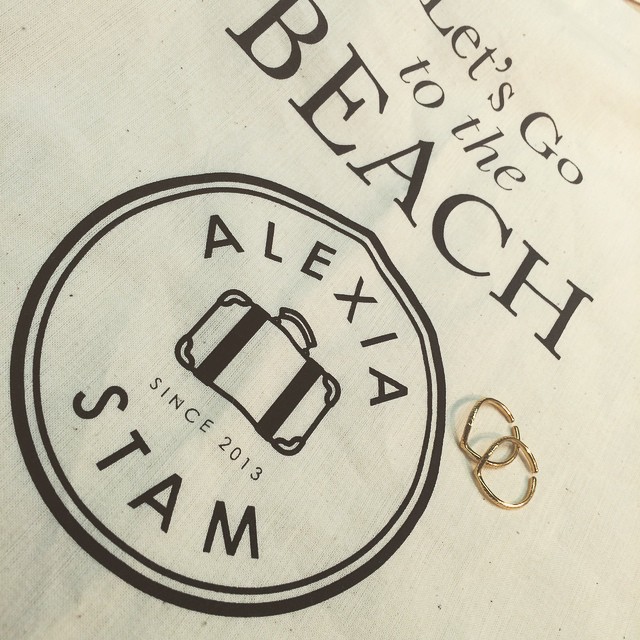 Let's Go
to the
BEACH
ALEXIA
SINCE 2013
STAM